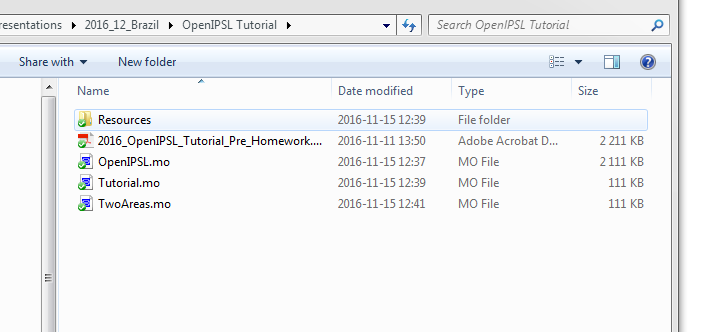 esentations 2016_12_Brazil OpenIPSL Tutorial Search OpenIPSL Tutorial
Share with New folder
Name Date modified Type Size
Resources 2016-11-15 12:39 File folder
2016_OpenIPSL_Tutorial_Pre_Homework.... 2016-11-11 13:50 Adobe Acrobat D... 2 211 KB
OpenIPSL.mo 2016-11-15 12:37 MO File 2 111 KB
Tutorial.mo 2016-11-15 12:39 MO File 111 KB
TwoAreas.mo 2016-11-15 12:41 MO File 111 KB